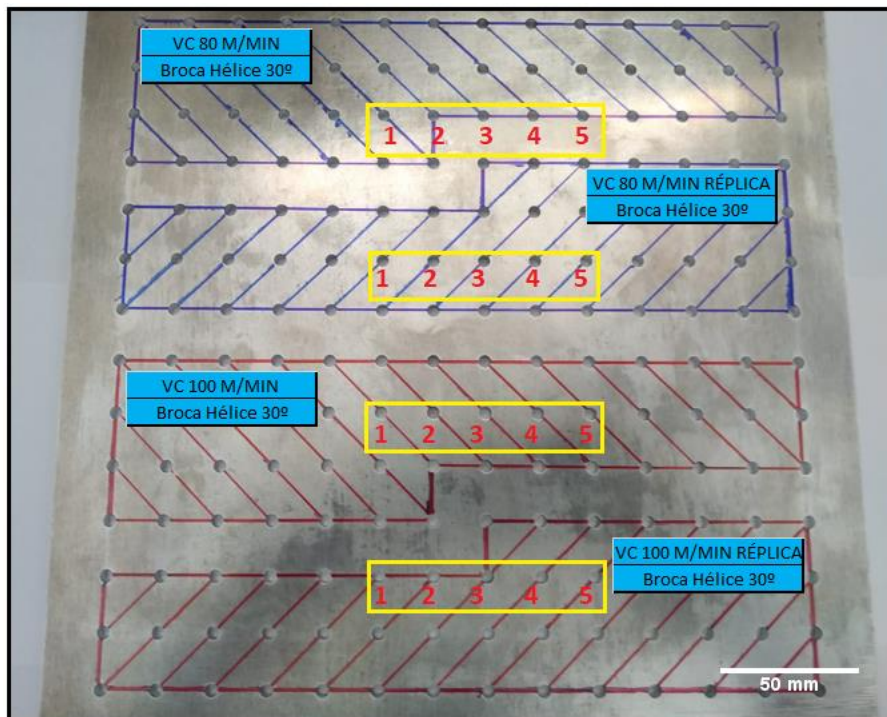 VC 80 M/MIN
Broca Hélice 30º
1 2 3 4 5
VC 80 M/MIN RÉPLICA
Broca Hélice 30º
1 2 3 4 5
VC 100 M/MIN
Broca Hélice 30º
1 2 3 4 5
VC 100 M/MIN RÉPLICA
Broca Hélice 30º
1 2 3 4 5
50 mm